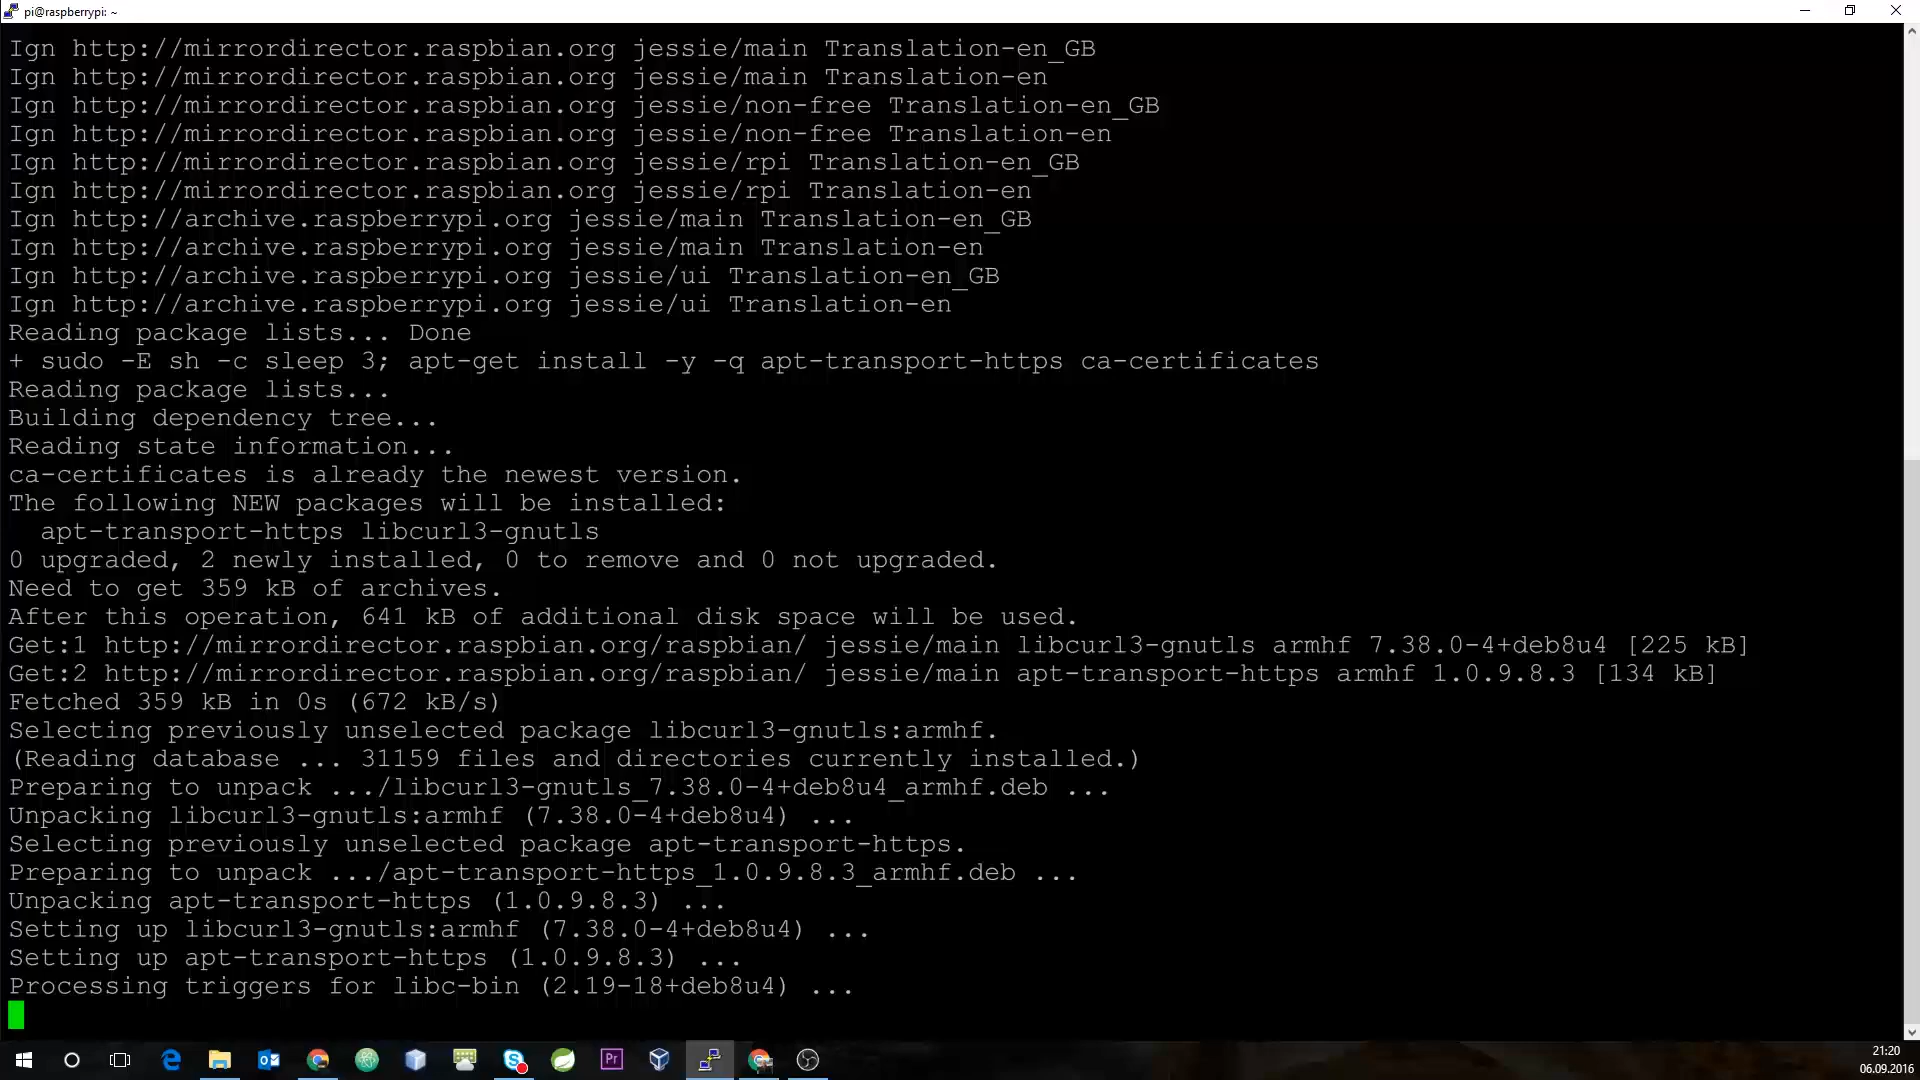 pi@raspberrypi: ~
Ign http://mirrordirector.raspbian.org jessie/main Translation-en_GB
Ign http://mirrordirector.raspbian.org jessie/main Translation-en
Ign http://mirrordirector.raspbian.org jessie/non-free Translation-en_GB
Ign http://mirrordirector.raspbian.org jessie/non-free Translation-en
Ign http://mirrordirector.raspbian.org jessie/rpi Translation-en_GB
Ign http://mirrordirector.raspbian.org jessie/rpi Translation-en
Ign http://archive.raspberrypi.org jessie/main Translation-en_GB
Ign http://archive.raspberrypi.org jessie/main Translation-en
Ign http://archive.raspberrypi.org jessie/ui Translation-en_GB
Ign http://archive.raspberrypi.org jessie/ui Translation-en
Reading package lists... Done
+ sudo -E sh -c sleep 3; apt-get install -y -q apt-transport-https ca-certificates
Reading package lists...
Building dependency tree...
Reading state information...
ca-certificates is already the newest version.
The following NEW packages will be installed:
  apt-transport-https libcurl3-gnutls
0 upgraded, 2 newly installed, 0 to remove and 0 not upgraded.
Need to get 359 kB of archives.
After this operation, 641 kB of additional disk space will be used.
Get:1 http://mirrordirector.raspbian.org/raspbian/ jessie/main libcurl3-gnutls armhf 7.38.0-4+deb8u4 [225 kB]
Get:2 http://mirrordirector.raspbian.org/raspbian/ jessie/main apt-transport-https armhf 1.0.9.8.3 [134 kB]
Fetched 359 kB in 0s (672 kB/s)
Selecting previously unselected package libcurl3-gnutls:armhf.
(Reading database ... 31159 files and directories currently installed.)
Preparing to unpack .../libcurl3-gnutls_7.38.0-4+deb8u4_armhf.deb ...
Unpacking libcurl3-gnutls:armhf (7.38.0-4+deb8u4) ...
Selecting previously unselected package apt-transport-https.
Preparing to unpack .../apt-transport-https_1.0.9.8.3_armhf.deb ...
Unpacking apt-transport-https (1.0.9.8.3) ...
Setting up libcurl3-gnutls:armhf (7.38.0-4+deb8u4) ...
Setting up apt-transport-https (1.0.9.8.3) ...
Processing triggers for libc-bin (2.19-18+deb8u4) ...
Pr
21:20
06.09.2016